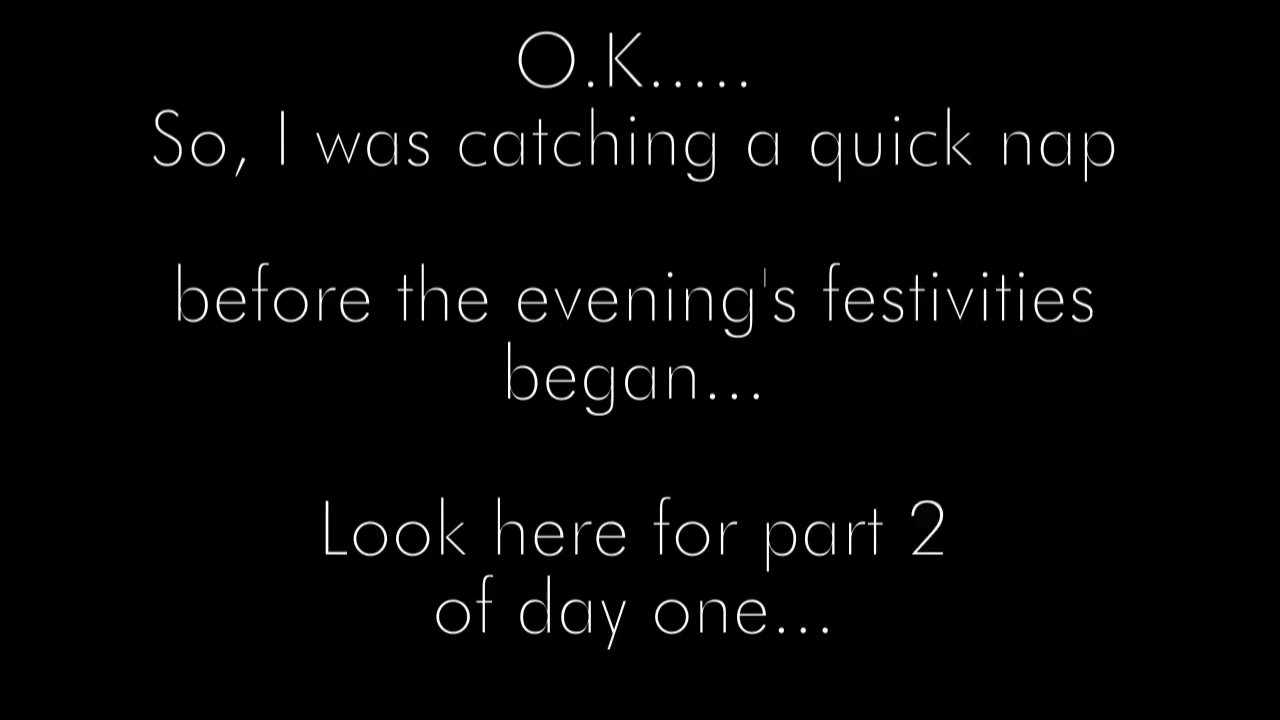 O.K.....
So, I was catching a quick nap
before the evening's festivities
began...
Look here for part 2
of day one...